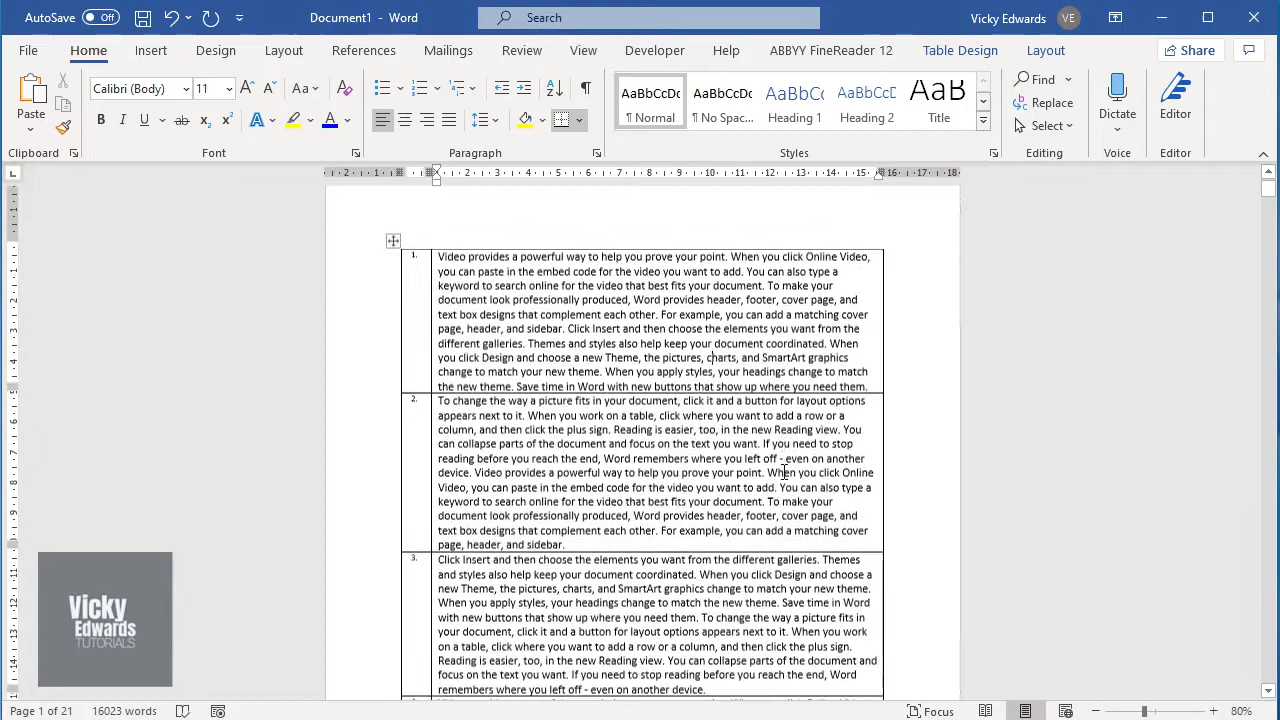 AutoSave Off Document1 - Word Search Vicky Edwards VE
File Home Insert Design Layout References Mailings Review View Developer Help ABBYY FineReader 12 Table Design Layout Share
Calibri (Body) 11 AaBbCcDc AaBbCcDc AaBbCc AaBbCcD AaB Find
Paste Replace Dictate Editor
¶ Normal ¶ No Spac... Heading 1 Heading 2 Title Select
Clipboard Font Paragraph Styles Editing Voice Editor
1. Video provides a powerful way to help you prove your point. When you click Online Video,
you can paste in the embed code for the video you want to add. You can also type a
keyword to search online for the video that best fits your document. To make your
document look professionally produced, Word provides header, footer, cover page, and
text box designs that complement each other. For example, you can add a matching cover
page, header, and sidebar. Click Insert and then choose the elements you want from the
different galleries. Themes and styles also help keep your document coordinated. When
you click Design and choose a new Theme, the pictures, charts, and SmartArt graphics
change to match your new theme. When you apply styles, your headings change to match
the new theme. Save time in Word with new buttons that show up where you need them.
2. To change the way a picture fits in your document, click it and a button for layout options
appears next to it. When you work on a table, click where you want to add a row or a
column, and then click the plus sign. Reading is easier, too, in the new Reading view. You
can collapse parts of the document and focus on the text you want. If you need to stop
reading before you reach the end, Word remembers where you left off - even on another
device. Video provides a powerful way to help you prove your point. When you click Online
Video, you can paste in the embed code for the video you want to add. You can also type a
keyword to search online for the video that best fits your document. To make your
document look professionally produced, Word provides header, footer, cover page, and
text box designs that complement each other. For example, you can add a matching cover
page, header, and sidebar.
3. Click Insert and then choose the elements you want from the different galleries. Themes
and styles also help keep your document coordinated. When you click Design and choose a
new Theme, the pictures, charts, and SmartArt graphics change to match your new theme.
When you apply styles, your headings change to match the new theme. Save time in Word
with new buttons that show up where you need them. To change the way a picture fits in
your document, click it and a button for layout options appears next to it. When you work
on a table, click where you want to add a row or a column, and then click the plus sign.
Reading is easier, too, in the new Reading view. You can collapse parts of the document and
focus on the text you want. If you need to stop reading before you reach the end, Word
remembers where you left off - even on another device.
Vicky
Edwards
TUTORIALS
Page 1 of 21 16023 words Focus 80%